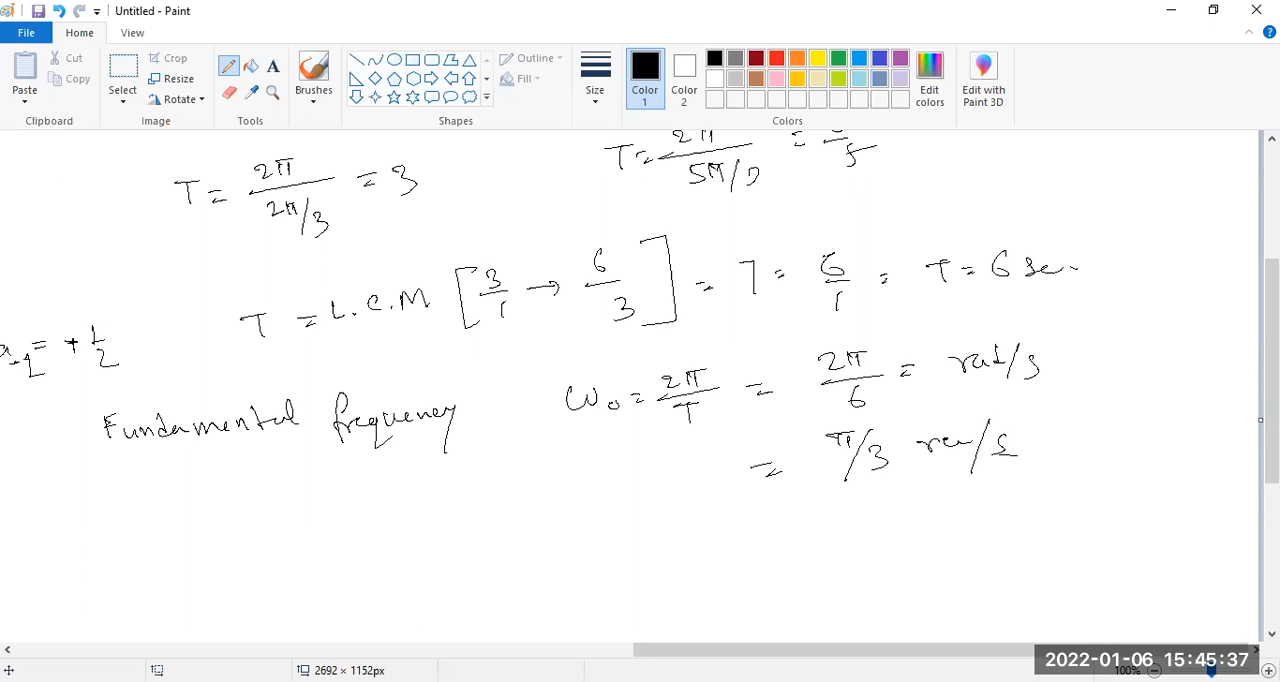 Untitled - Paint
File Home View
Paste Cut Copy
Clipboard
Select Crop Resize Rotate
Image
Tools
Brushes
Shapes
Outline
Fill
Size
Color 1
Color 2
Edit colors
Colors
Edit with Paint 3D
T = 2π / 2π/3 = 3
T = 2π / 5π/
T = L.C.M [3/1 → 6/3] = T = 6/1 = T = 6 sec
= + 1/2
Fundamental frequency
ω₀ = 2π/T = 2π/6 = rad/s
= π/3 rad/s
2692 × 1152px
100%
2022-01-06 15:45:37